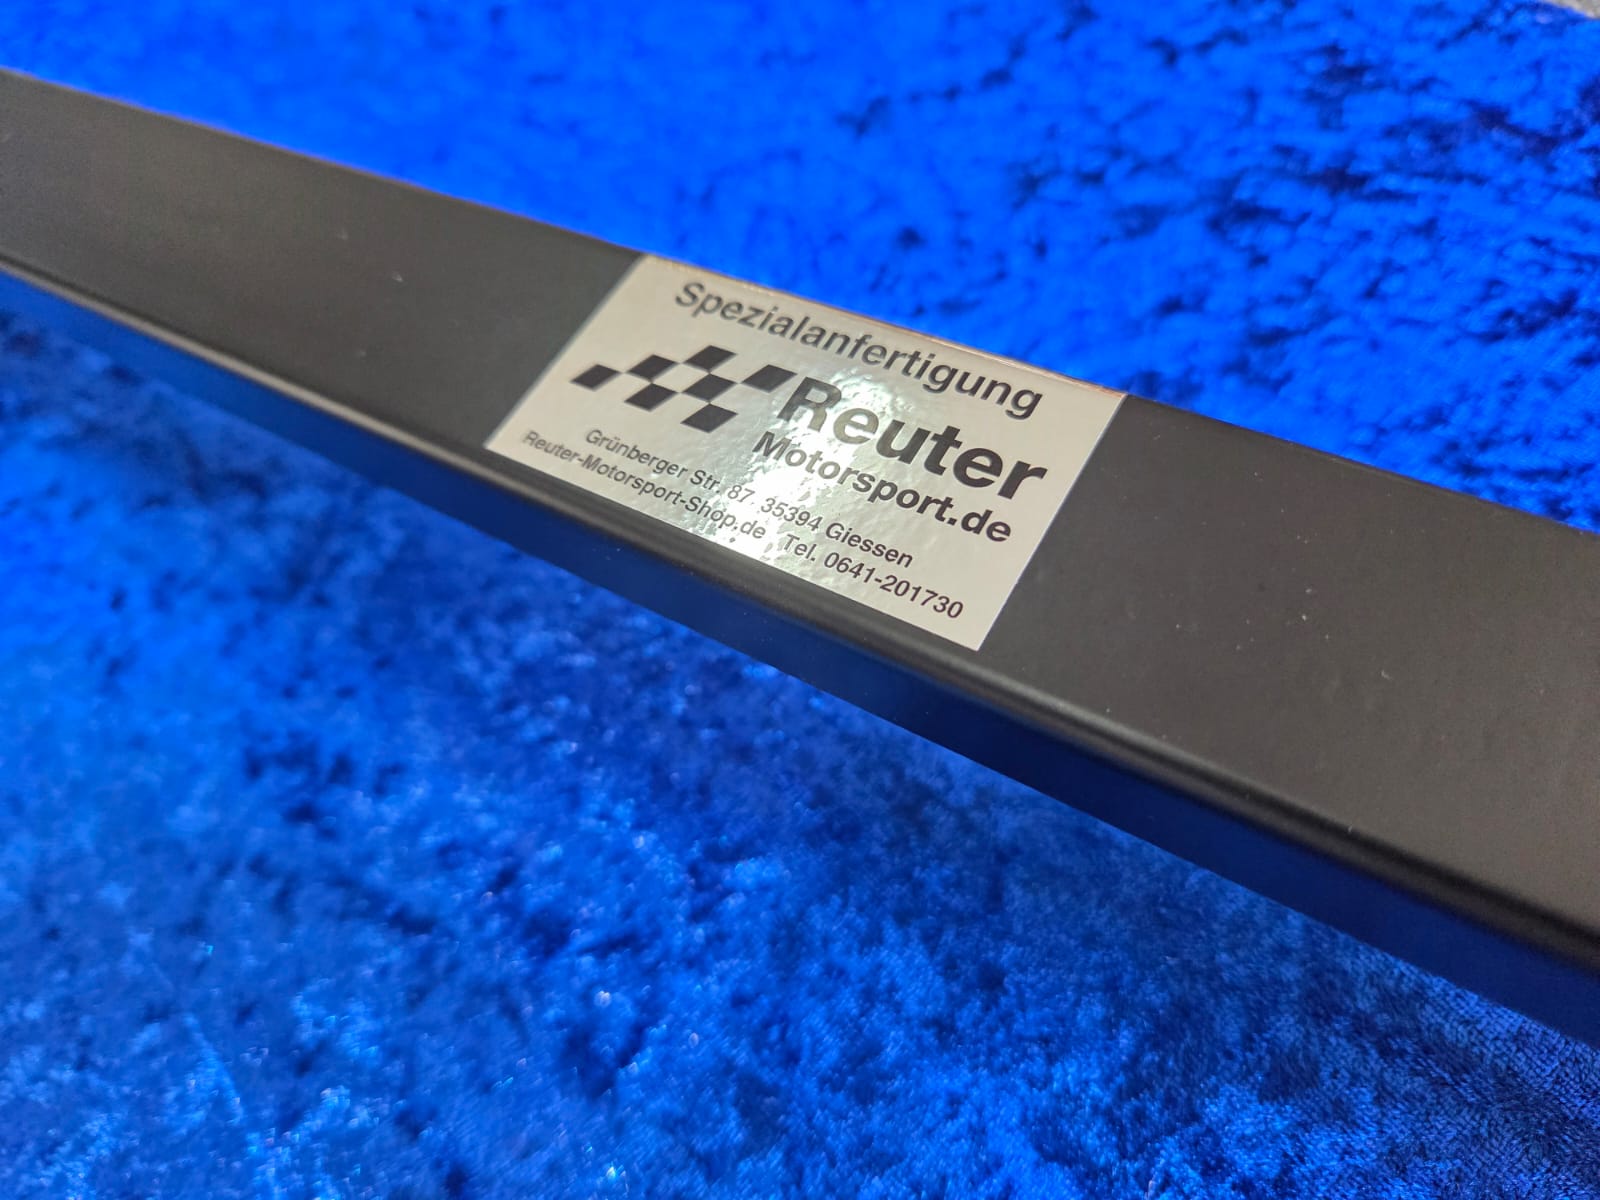 Spezialanfertigung
Reuter
Motorsport.de
Grünberger Str. 87 35394 Giessen
Reuter-Motorsport-Shop.de Tel. 0641-201730